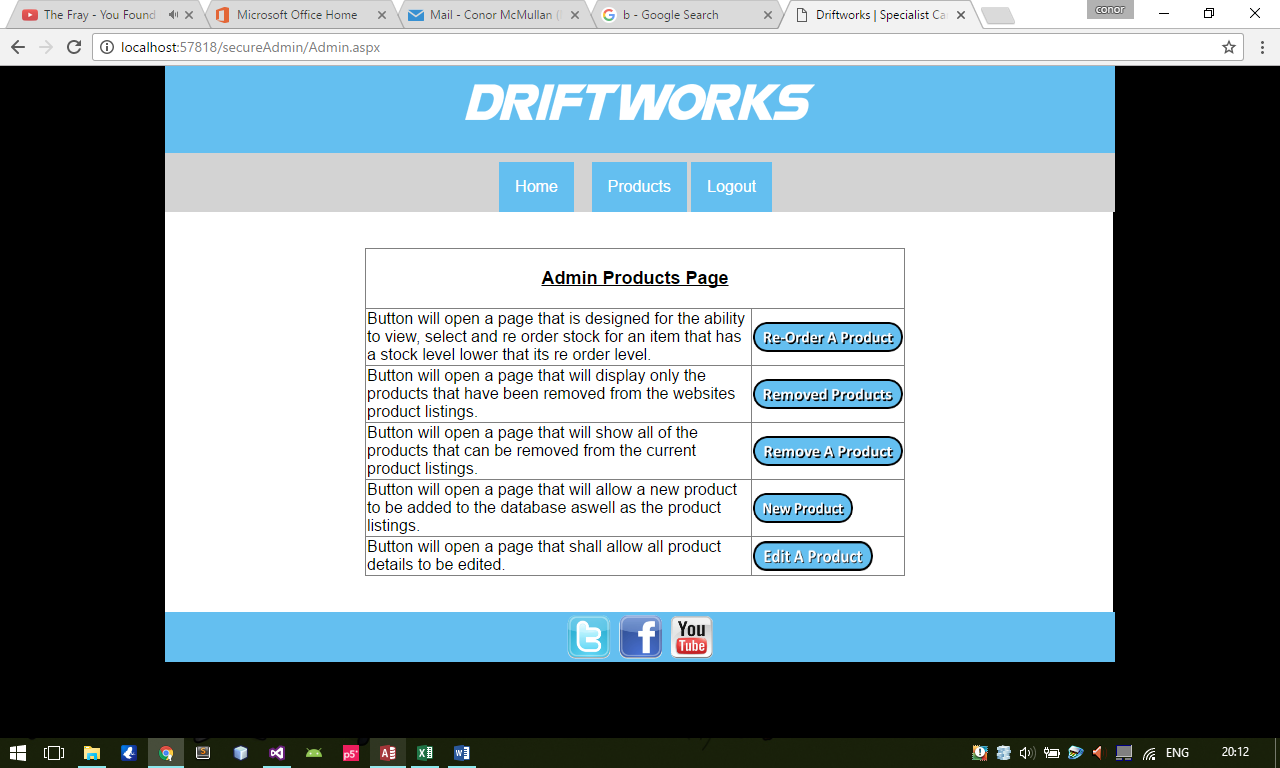 The Fray - You Found
Microsoft Office Home
Mail - Conor McMullan (
b - Google Search
Driftworks | Specialist Ca
conor
localhost:57818/secureAdmin/Admin.aspx
DRIFTWORKS
Home
Products
Logout
Admin Products Page
Button will open a page that is designed for the ability
to view, select and re order stock for an item that has
a stock level lower that its re order level.
Re-Order A Product
Button will open a page that will display only the
products that have been removed from the websites
product listings.
Removed Products
Button will open a page that will show all of the
products that can be removed from the current
product listings.
Remove A Product
Button will open a page that will allow a new product
to be added to the database aswell as the product
listings.
New Product
Button will open a page that shall allow all product
details to be edited.
Edit A Product
You
Tube
p5*
ENG
20:12